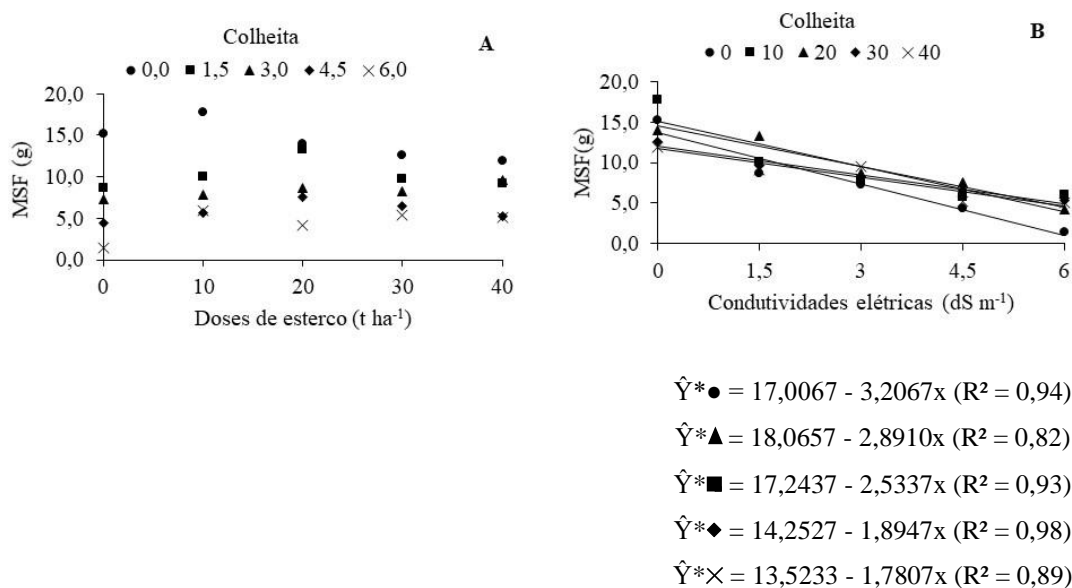 Colheita
A
● 0,0 ■ 1,5 ▲ 3,0 ◆ 4,5 × 6,0
20,0
15,0
10,0
5,0
0,0
MSF (g)
0 10 20 30 40
Doses de esterco (t ha⁻¹)
Colheita
B
● 0 ■ 10 ▲ 20 ◆ 30 × 40
20,0
15,0
10,0
5,0
0,0
MSF(g)
0 1,5 3 4,5 6
Condutividades elétricas (dS m⁻¹)
Ŷ*● = 17,0067 - 3,2067x (R² = 0,94)
Ŷ*▲ = 18,0657 - 2,8910x (R² = 0,82)
Ŷ*■ = 17,2437 - 2,5337x (R² = 0,93)
Ŷ*◆ = 14,2527 - 1,8947x (R² = 0,98)
Ŷ*× = 13,5233 - 1,7807x (R² = 0,89)